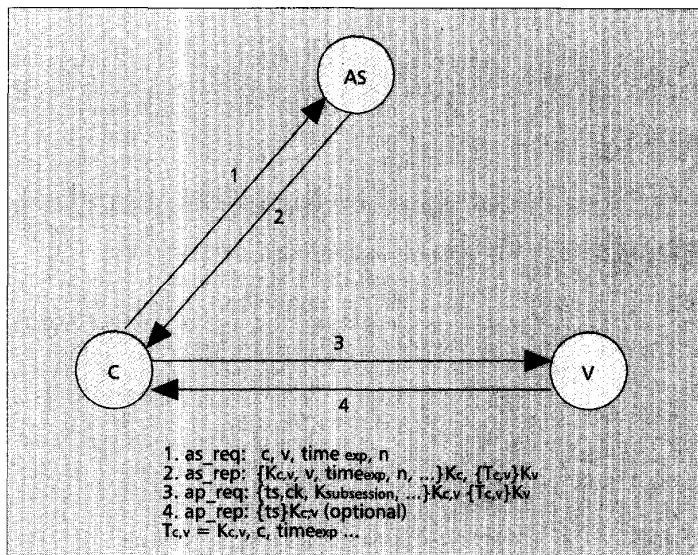 AS
1
2
C
3
V
4
1. as_req: c, v, time exp, n
2. as_rep: {Kc,v, v, timeexp, n, ...}Kc, {Tc,v}Kv
3. ap_req: {ts,ck, Ksubsession, ...}Kc,v {Tc,v}Kv
4. ap_rep: {ts}Kc,v (optional)
Tc,v = Kc,v, c, timeexp ...